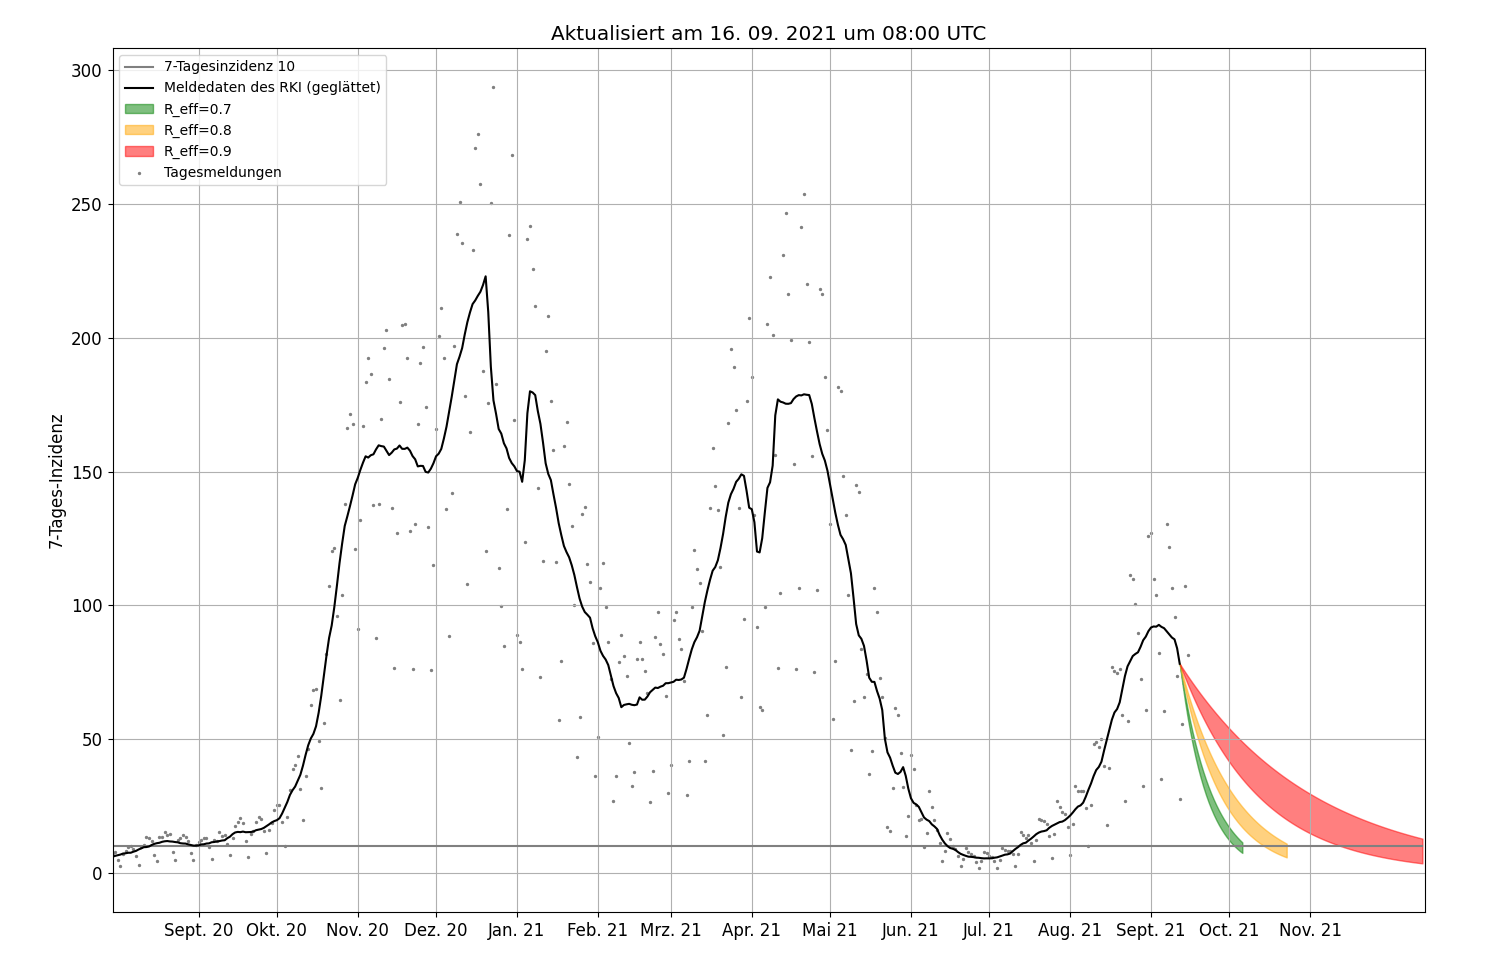 Aktualisiert am 16. 09. 2021 um 08:00 UTC
7-Tagesinzidenz 10
Meldedaten des RKI (geglättet)
R_eff=0.7
R_eff=0.8
R_eff=0.9
Tagesmeldungen
7-Tages-Inzidenz
300
250
200
150
100
50
0
Sept. 20 Okt. 20 Nov. 20 Dez. 20 Jan. 21 Feb. 21 Mrz. 21 Apr. 21 Mai 21 Jun. 21 Jul. 21 Aug. 21 Sept. 21 Oct. 21 Nov. 21